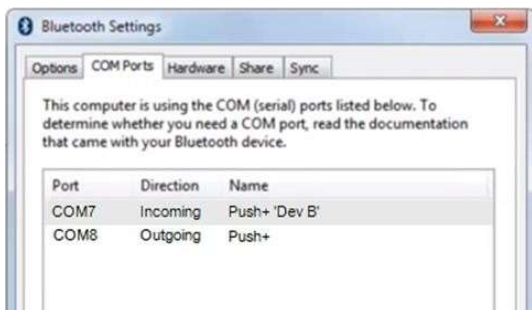 Bluetooth Settings
Options COM Ports Hardware Share Sync
This computer is using the COM (serial) ports listed below. To
determine whether you need a COM port, read the documentation
that came with your Bluetooth device.
Port Direction Name
COM7 Incoming Push+ 'Dev B'
COM8 Outgoing Push+